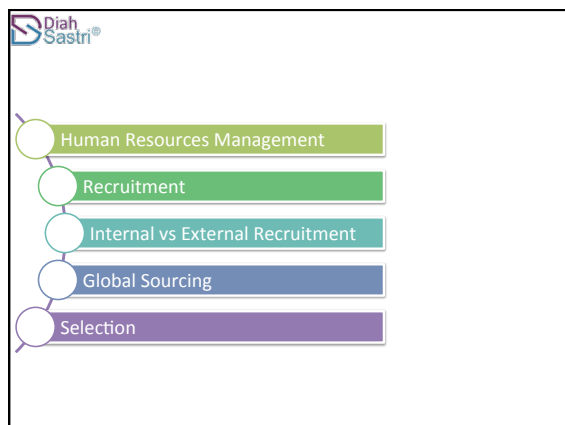 Diah
Sastri®
Human Resources Management
Recruitment
Internal vs External Recruitment
Global Sourcing
Selection